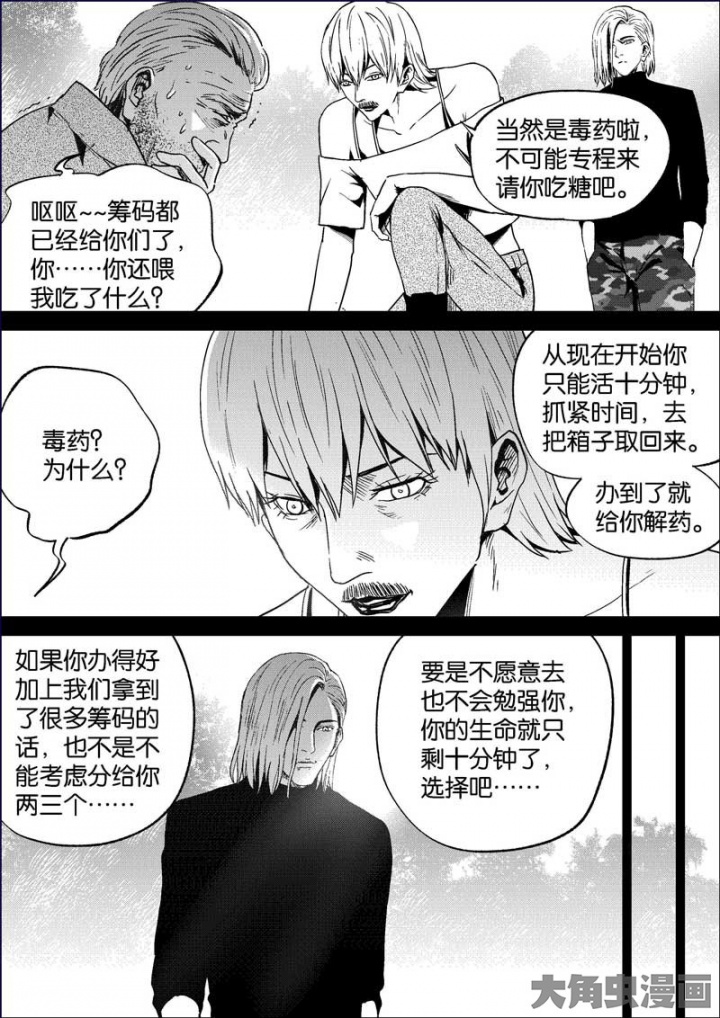 呕呕~~筹码都
已经给你们了，
你……你还喂
我吃了什么？
当然是毒药啦，
不可能专程来
请你吃糖吧。
毒药？
为什么？
从现在开始你
只能活十分钟，
抓紧时间，去
把箱子取回来。
办到了就
给你解药。
如果你办得好
加上我们拿到
了很多筹码的
话，也不是不
能考虑分给你
两三个……
要是不愿意去
也不会勉强你，
你的生命就只
剩十分钟了，
选择吧……
大角虫漫画